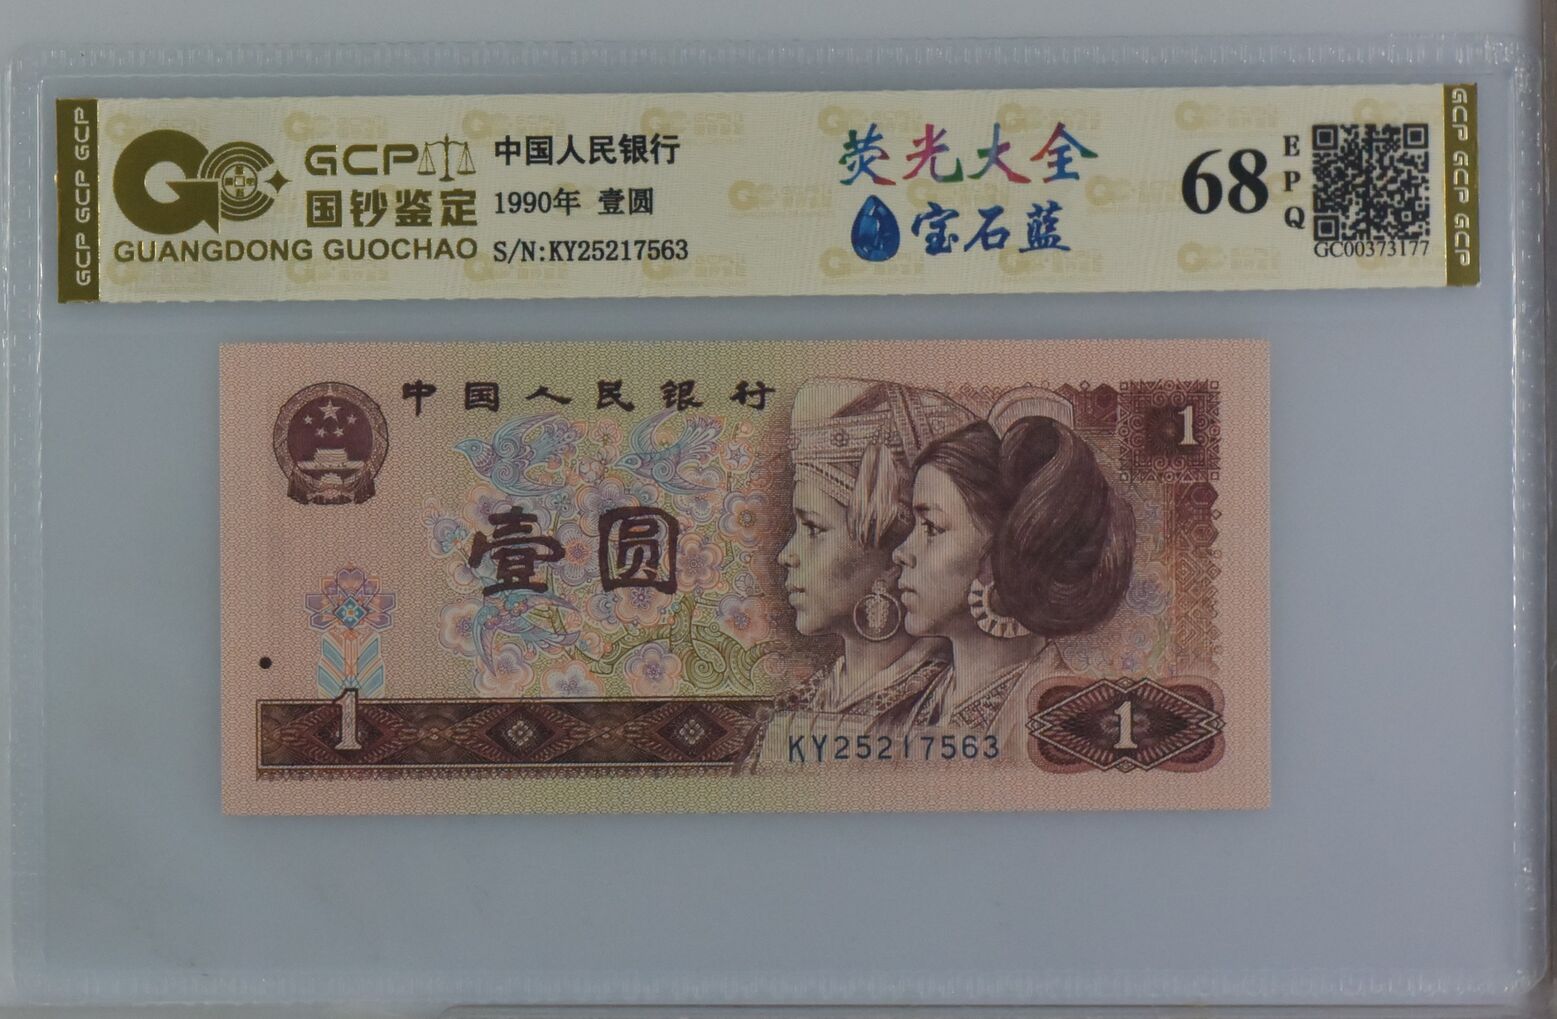 GCP GCP GCP
GCP
国钞鉴定
GUANGDONG GUOCHAO
中国人民银行
1990年 壹圆
S/N:KY25217563
荧光大全
宝石蓝
68
EPQ
GC00373177
GCP GCP GCP
中国人民银行
1
壹圆
1
1
KY25217563